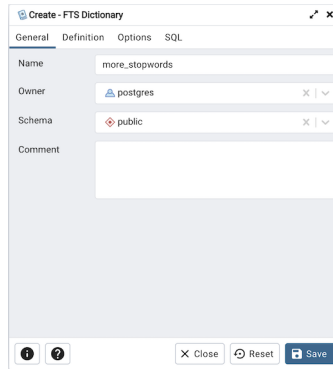 Create - FTS Dictionary
General Definition Options SQL
Name more_stopwords
Owner postgres
Schema public
Comment
Close Reset Save